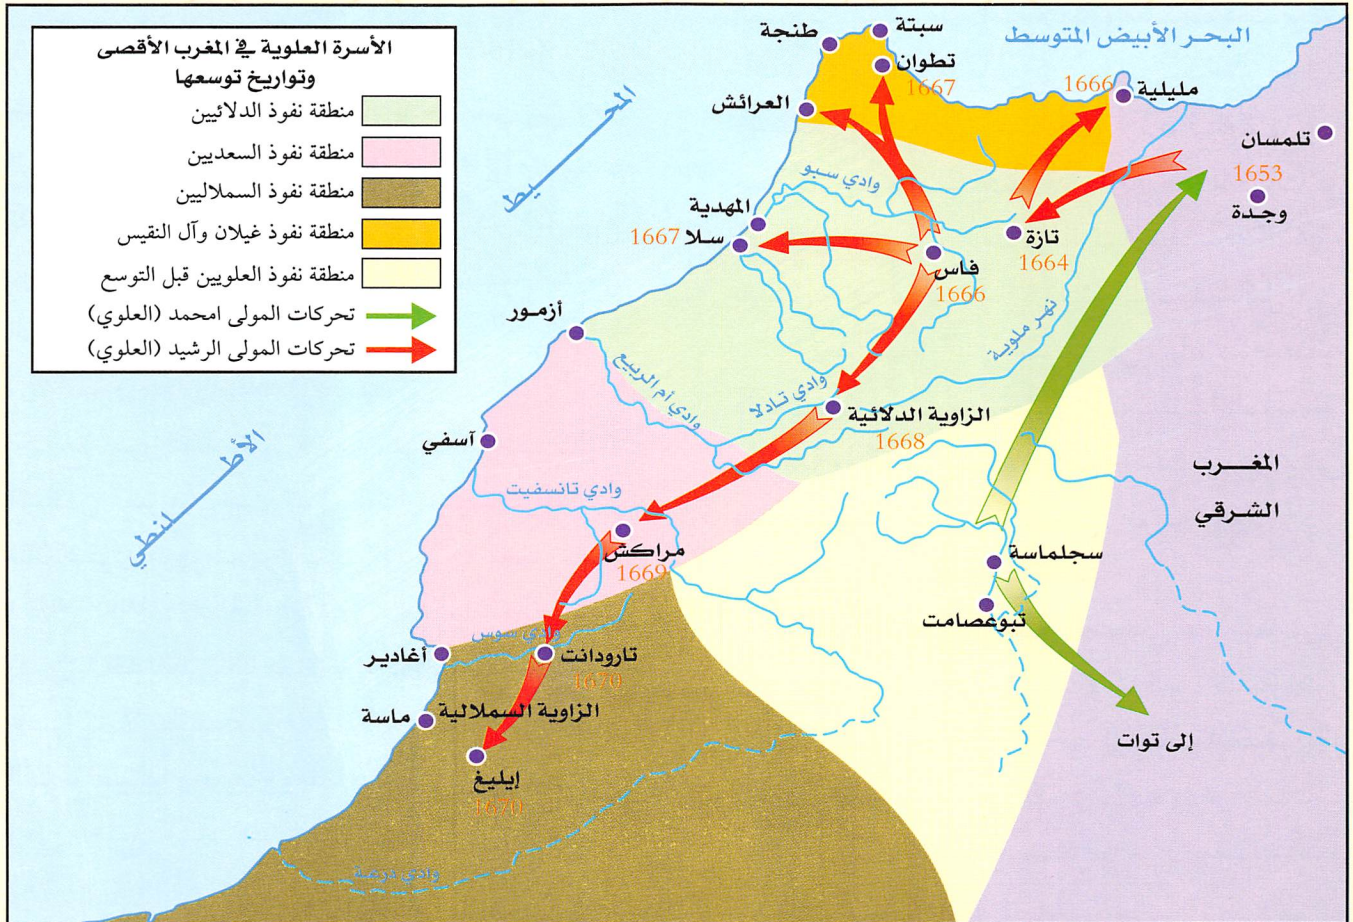 الأسرة العلوية في المغرب الأقصى
وتواريخ توسعها
منطقة نفوذ الدلائيين
منطقة نفوذ السعديين
منطقة نفوذ السملاليين
منطقة نفوذ غيلان وآل النقيس
منطقة نفوذ العلويين قبل التوسع
تحركات المولى امحمد (العلوي)
تحركات المولى الرشيد (العلوي)
البحر الأبيض المتوسط
المحيط
الأطلنطي
سبتة
طنجة
تطوان
1667
العرائش
1666
مليلية
تلمسان
1653
وجدة
وادي سبو
المهدية
سلا 1667
تازة
1664
فاس
1666
نهر ملوية
أزمور
وادي أم الربيع
وادي تادلا
الزاوية الدلائية
1668
آسفي
وادي تانسفيت
المغرب
الشرقي
مراكش
1669
سجلماسة
تبوعصامت
وادي سوس
أغادير
تارودانت
1670
الزاوية السملالية
ماسة
إلى توات
إيليغ
1670
وادي درعة